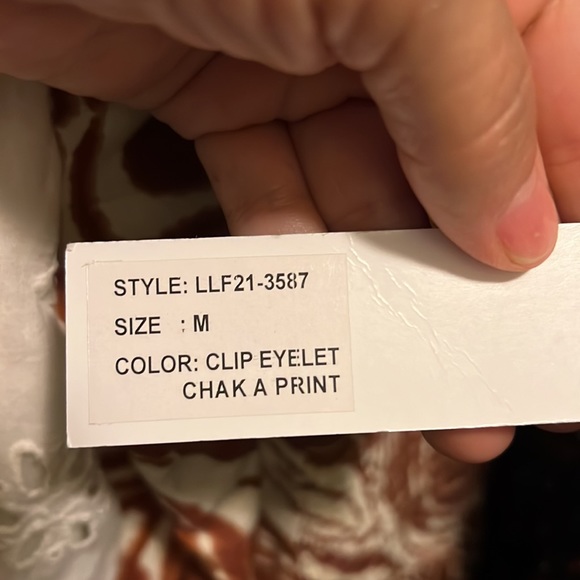 STYLE: LLF21-3587
SIZE : M
COLOR: CLIP EYELET
CHAK A PRINT